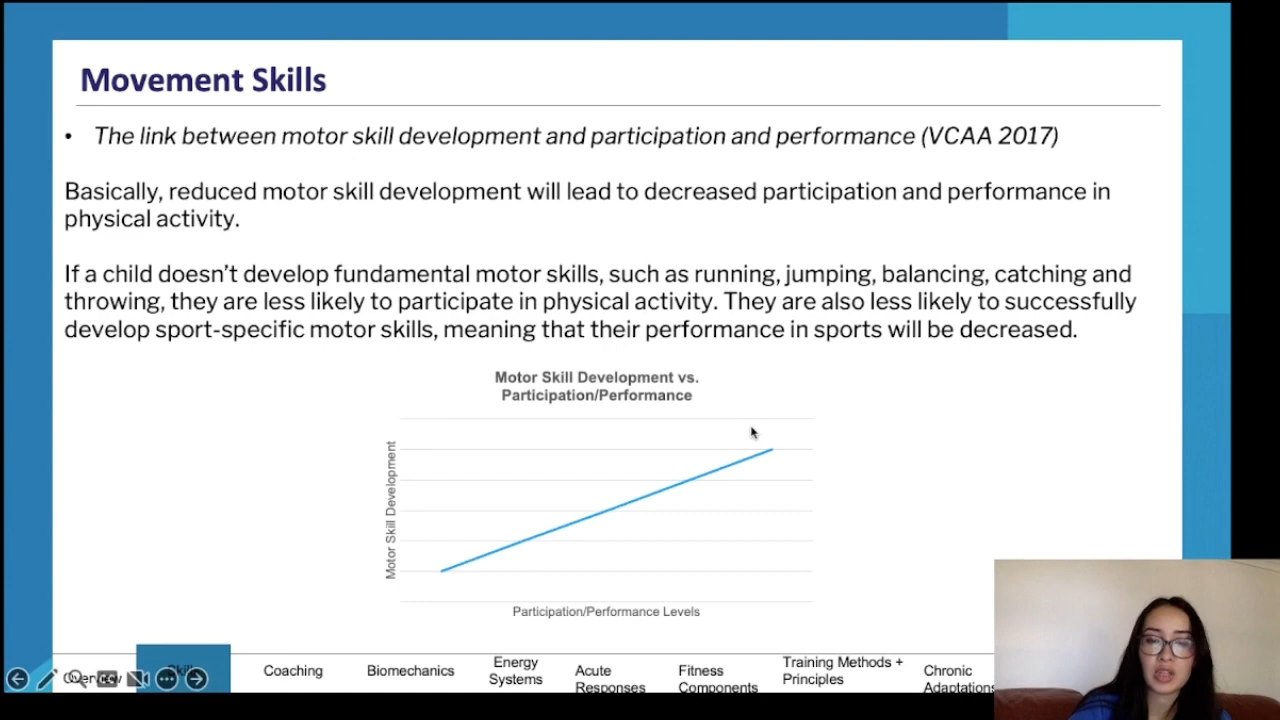 Movement Skills
• The link between motor skill development and participation and performance (VCAA 2017)
Basically, reduced motor skill development will lead to decreased participation and performance in
physical activity.
If a child doesn't develop fundamental motor skills, such as running, jumping, balancing, catching and
throwing, they are less likely to participate in physical activity. They are also less likely to successfully
develop sport-specific motor skills, meaning that their performance in sports will be decreased.
Motor Skill Development vs.
Participation/Performance
Motor Skill Development
Participation/Performance Levels
Overview
Coaching
Biomechanics
Energy
Systems
Acute
Responses
Fitness
Components
Training Methods +
Principles
Chronic
Adaptations